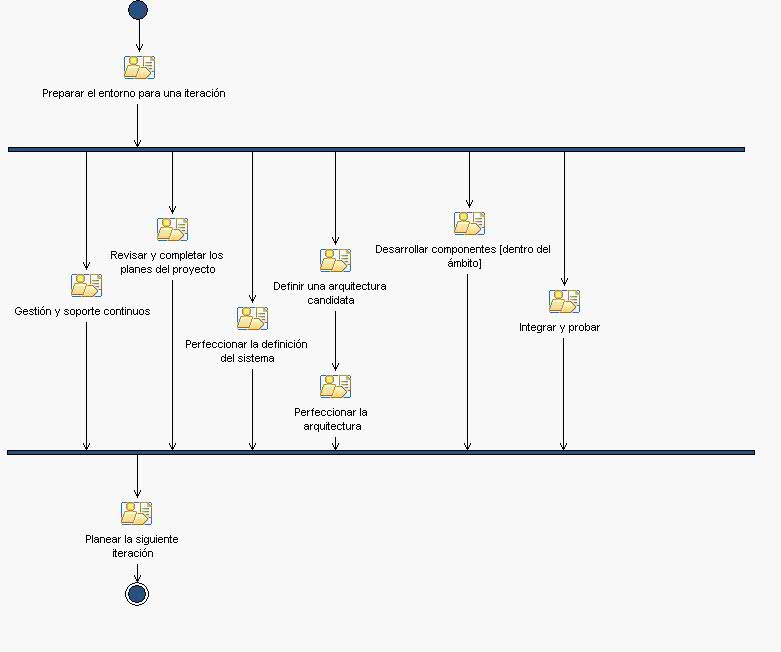 Preparar el entorno para una iteración
Revisar y completar los
planes del proyecto
Gestión y soporte continuos
Perfeccionar la definición
del sistema
Definir una arquitectura
candidata
Perfeccionar la
arquitectura
Desarrollar componentes [dentro del
ámbito]
Integrar y probar
Planear la siguiente
iteración